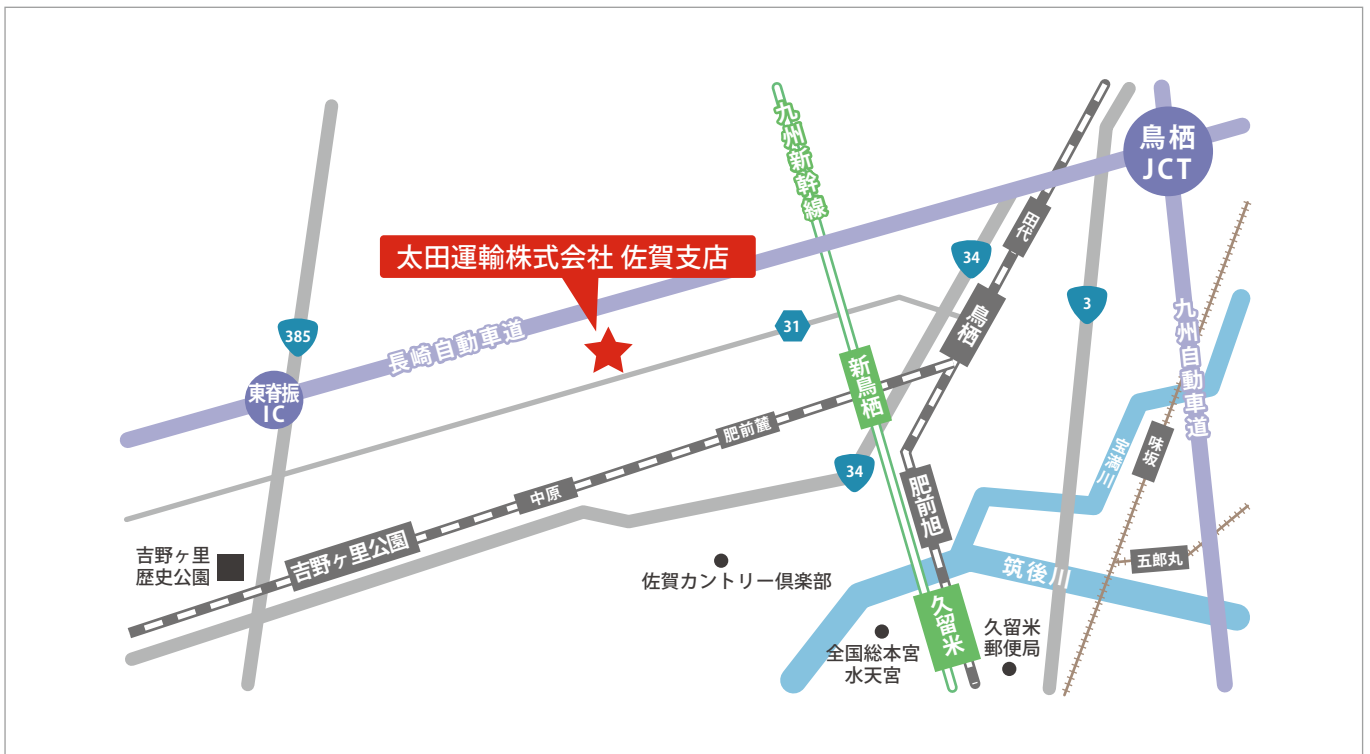 九州新幹線
鳥栖
JCT
田代
太田運輸株式会社 佐賀支店
34
385
31
3
鳥栖
九州自動車道
長崎自動車道
東脊振
IC
新鳥栖
肥前麓
味坂
宝満川
34
中原
肥前旭
吉野ヶ里公園
吉野ヶ里
歴史公園
佐賀カントリー倶楽部
筑後川
五郎丸
久留米
久留米
郵便局
全国総本宮
水天宮